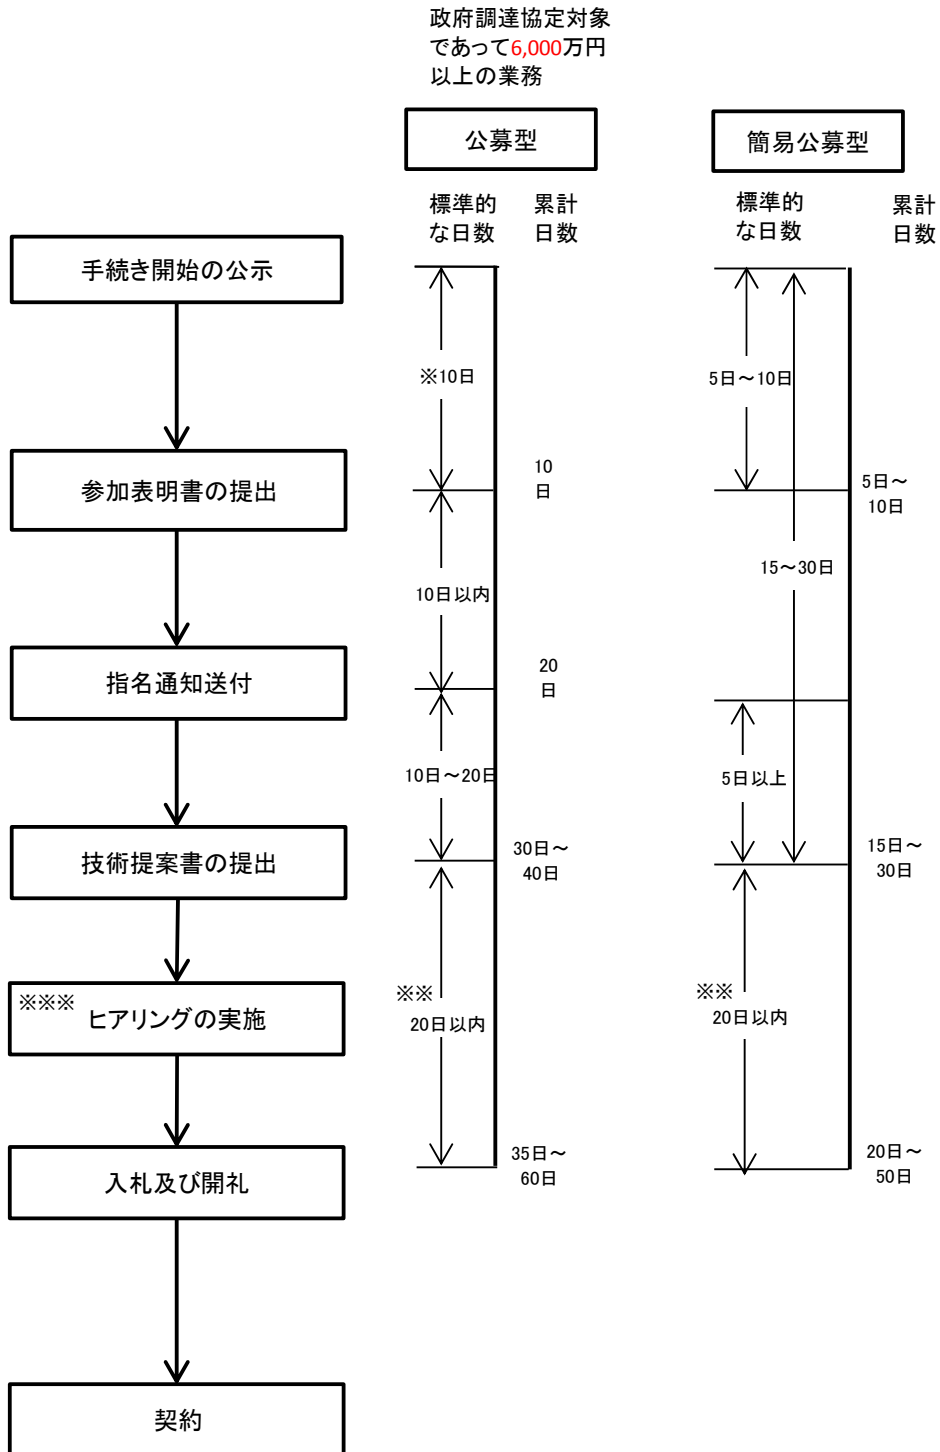 政府調達協定対象
であって6,000万円
以上の業務
公募型
簡易公募型
標準的
な日数
累計
日数
標準的
な日数
累計
日数
手続き開始の公示
※10日
5日～10日
参加表明書の提出
10
日
5日～
10日
10日以内
15～30日
指名通知送付
20
日
10日～20日
5日以上
技術提案書の提出
30日～
40日
15日～
30日
※※※
ヒアリングの実施
※※
20日以内
※※
20日以内
入札及び開札
35日～
60日
20日～
50日
契約